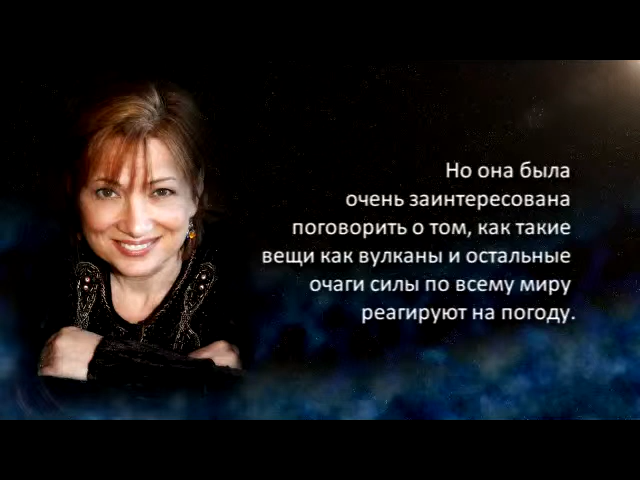 Но она была
очень заинтересована
поговорить о том, как такие
вещи как вулканы и остальные
очаги силы по всему миру
реагируют на погоду.